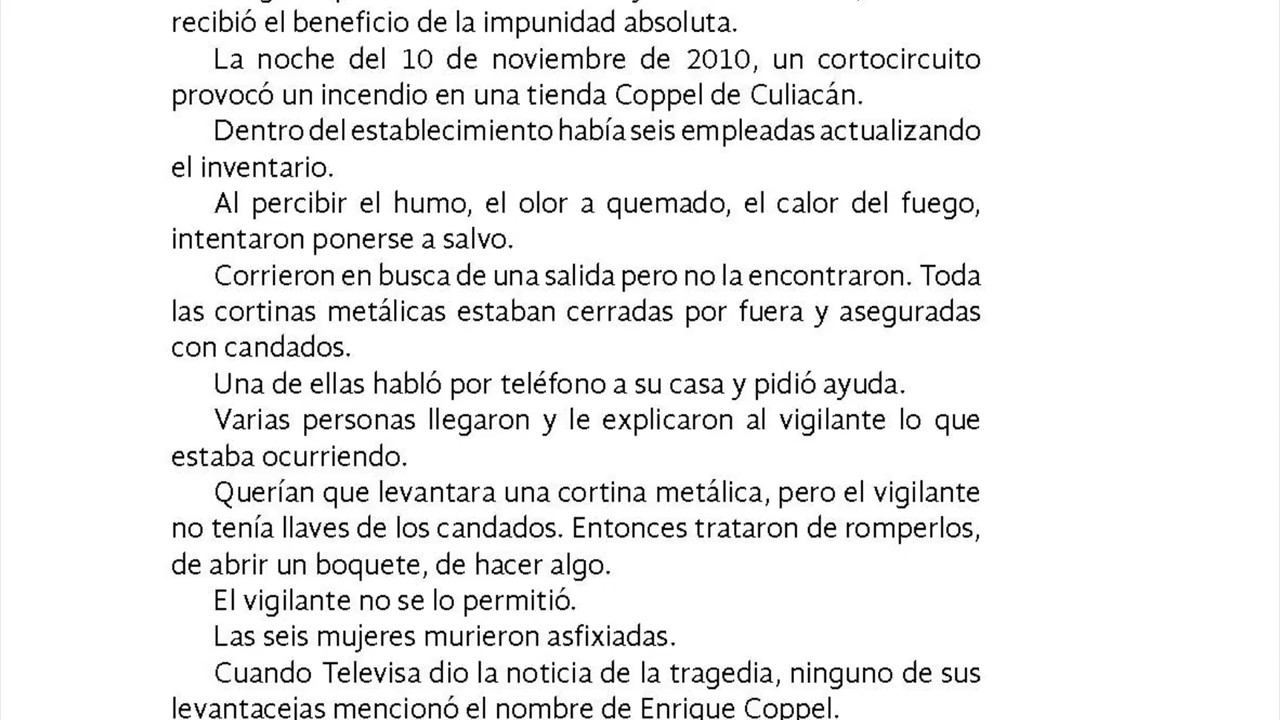 recibió el beneficio de la impunidad absoluta.
La noche del 10 de noviembre de 2010, un cortocircuito
provocó un incendio en una tienda Coppel de Culiacán.
Dentro del establecimiento había seis empleadas actualizando
el inventario.
Al percibir el humo, el olor a quemado, el calor del fuego,
intentaron ponerse a salvo.
Corrieron en busca de una salida pero no la encontraron. Toda
las cortinas metálicas estaban cerradas por fuera y aseguradas
con candados.
Una de ellas habló por teléfono a su casa y pidió ayuda.
Varias personas llegaron y le explicaron al vigilante lo que
estaba ocurriendo.
Querían que levantara una cortina metálica, pero el vigilante
no tenía llaves de los candados. Entonces trataron de romperlos,
de abrir un boquete, de hacer algo.
El vigilante no se lo permitió.
Las seis mujeres murieron asfixiadas.
Cuando Televisa dio la noticia de la tragedia, ninguno de sus
levantacejas mencionó el nombre de Enrique Coppel.